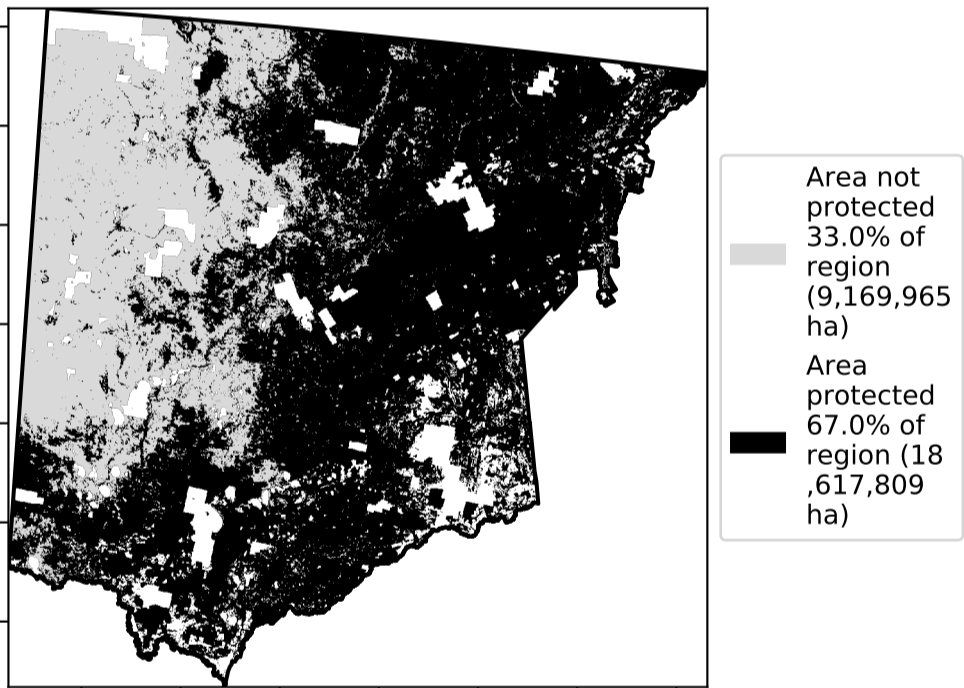 Area not
protected
33.0% of
region
(9,169,965
ha)
Area
protected
67.0% of
region (18
,617,809
ha)